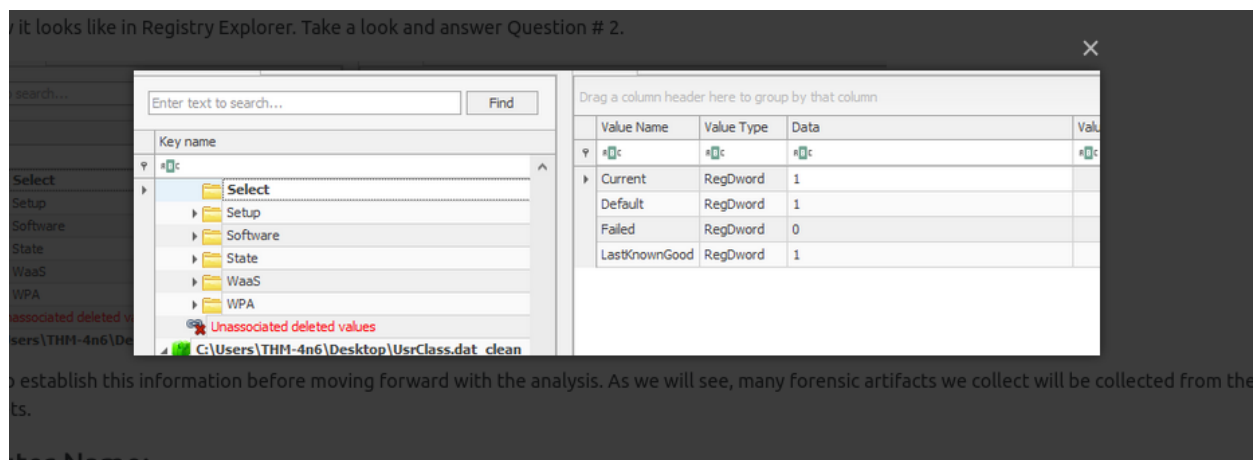 it looks like in Registry Explorer. Take a look and answer Question # 2.
search...
Enter text to search...
Find
Drag a column header here to group by that column
Key name
Value Name Value Type Data Valu
Select
Setup
Software
State
WaaS
WPA
Unassociated deleted values
C:\Users\THM-4n6\Desktop\UsrClass.dat_clean
Current RegDword 1
Default RegDword 1
Failed RegDword 0
LastKnownGood RegDword 1
Select
Setup
Software
State
WaaS
WPA
associated deleted v
sers\THM-4n6\De
establish this information before moving forward with the analysis. As we will see, many forensic artifacts we collect will be collected from the
ts.